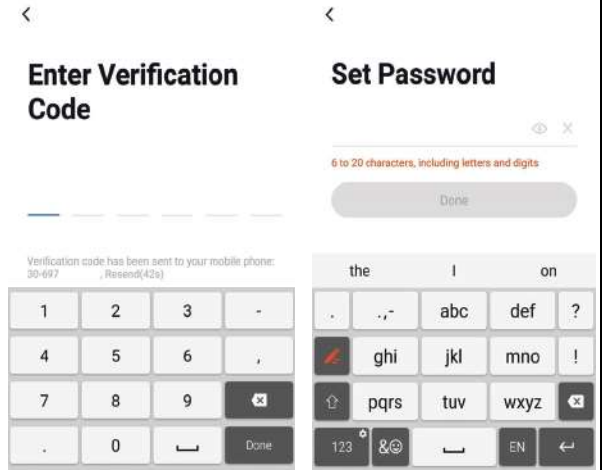 Enter Verification
Code
Verification code has been sent to your mobile phone:
30-697 , Resend(42s)
1 2 3 -
4 5 6 ,
7 8 9
. 0 Done
Set Password
6 to 20 characters, including letters and digits
Done
the I on
. .,- abc def ?
ghi jkl mno !
pqrs tuv wxyz
123 &☺ EN